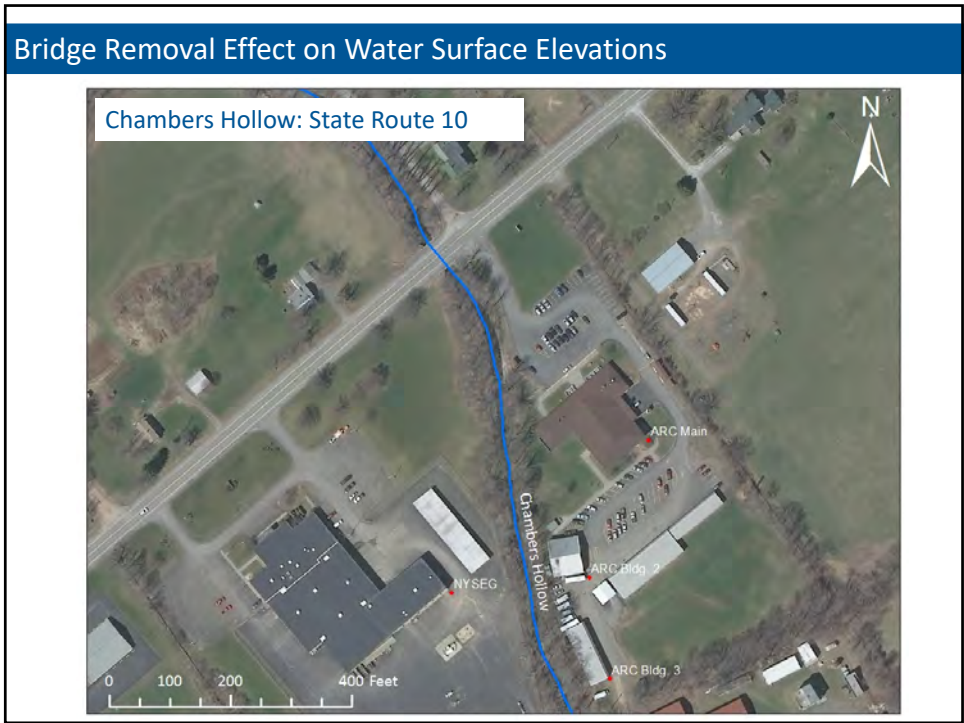 Bridge Removal Effect on Water Surface Elevations
Chambers Hollow: State Route 10
N
ARC Main
Chambers Hollow
ARC Bldg. 2
NYSEG
ARC Bldg. 3
0 100 200 400 Feet